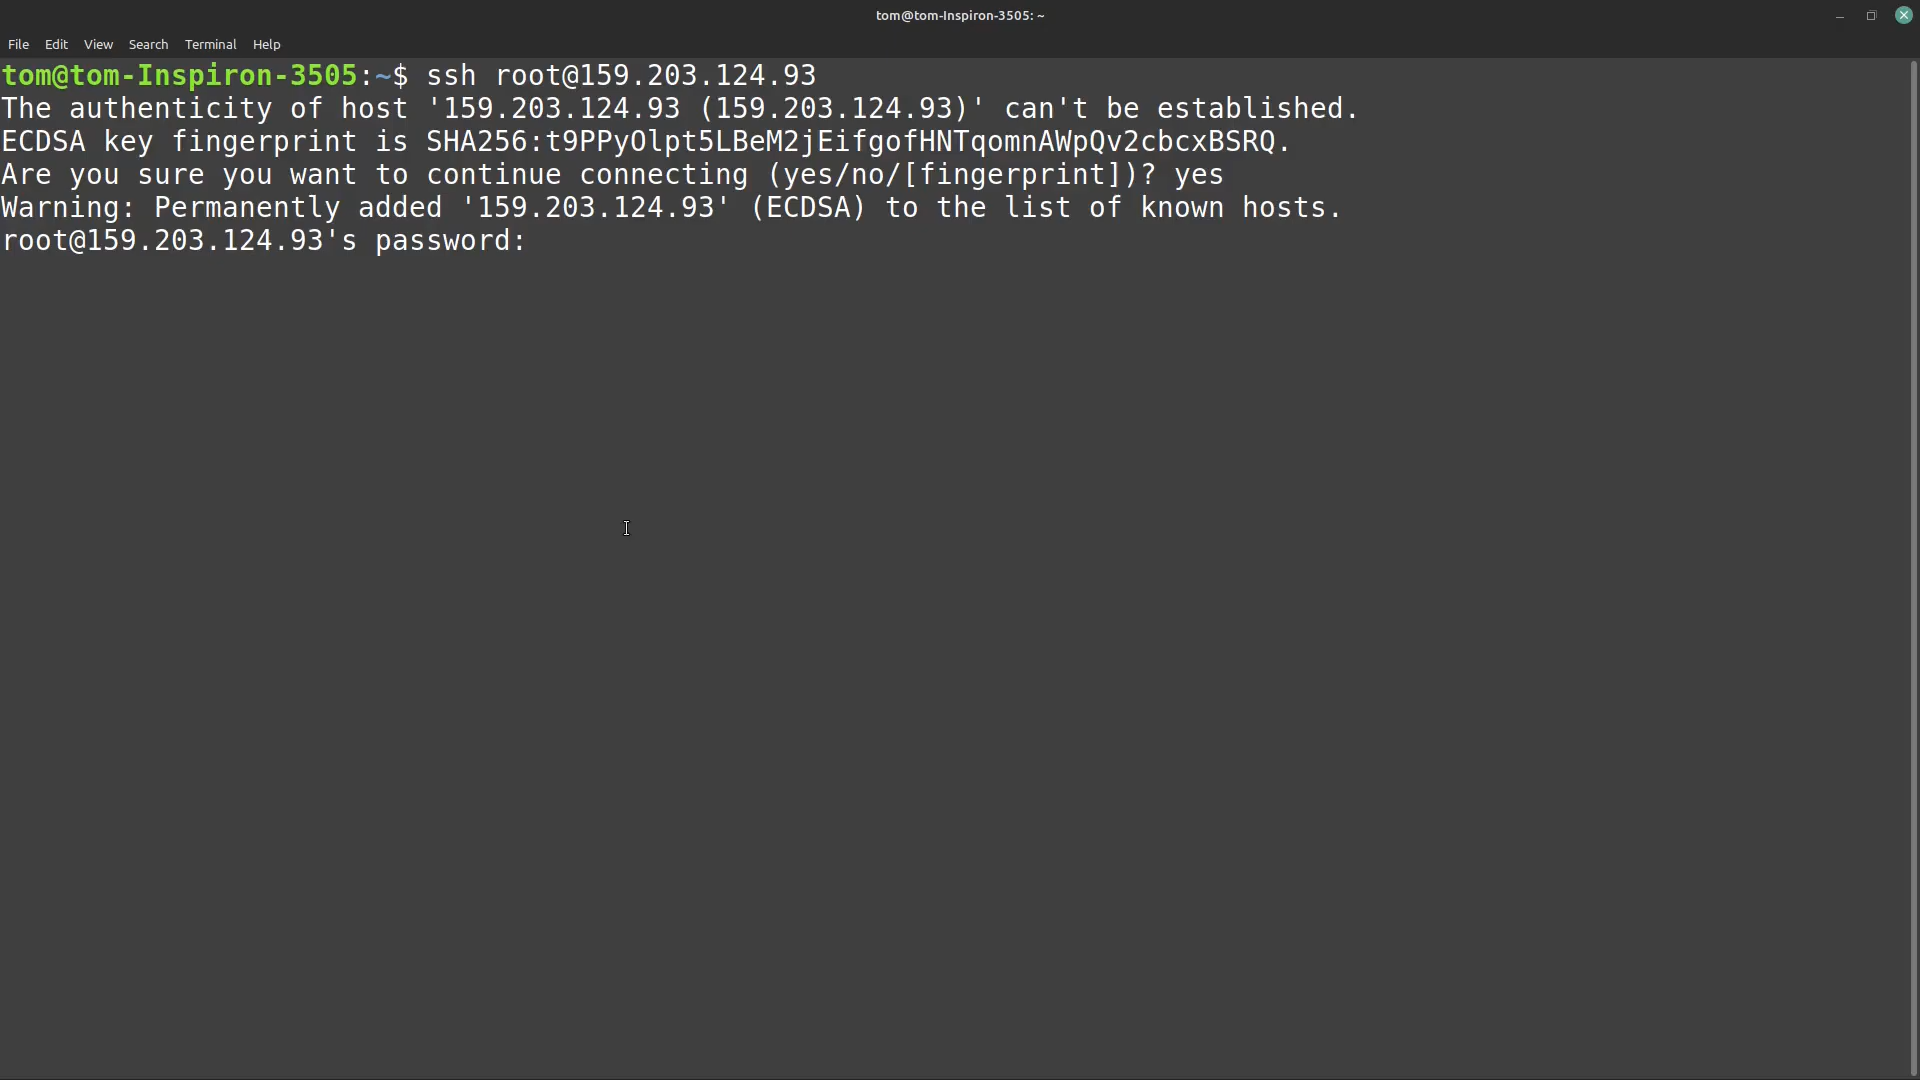 tom@tom-Inspiron-3505: ~
File Edit View Search Terminal Help
tom@tom-Inspiron-3505:~$ ssh root@159.203.124.93
The authenticity of host '159.203.124.93 (159.203.124.93)' can't be established.
ECDSA key fingerprint is SHA256:t9PPyOlpt5LBeM2jEifgofHNTqomnAWpQv2cbcxBSRQ.
Are you sure you want to continue connecting (yes/no/[fingerprint])? yes
Warning: Permanently added '159.203.124.93' (ECDSA) to the list of known hosts.
root@159.203.124.93's password: